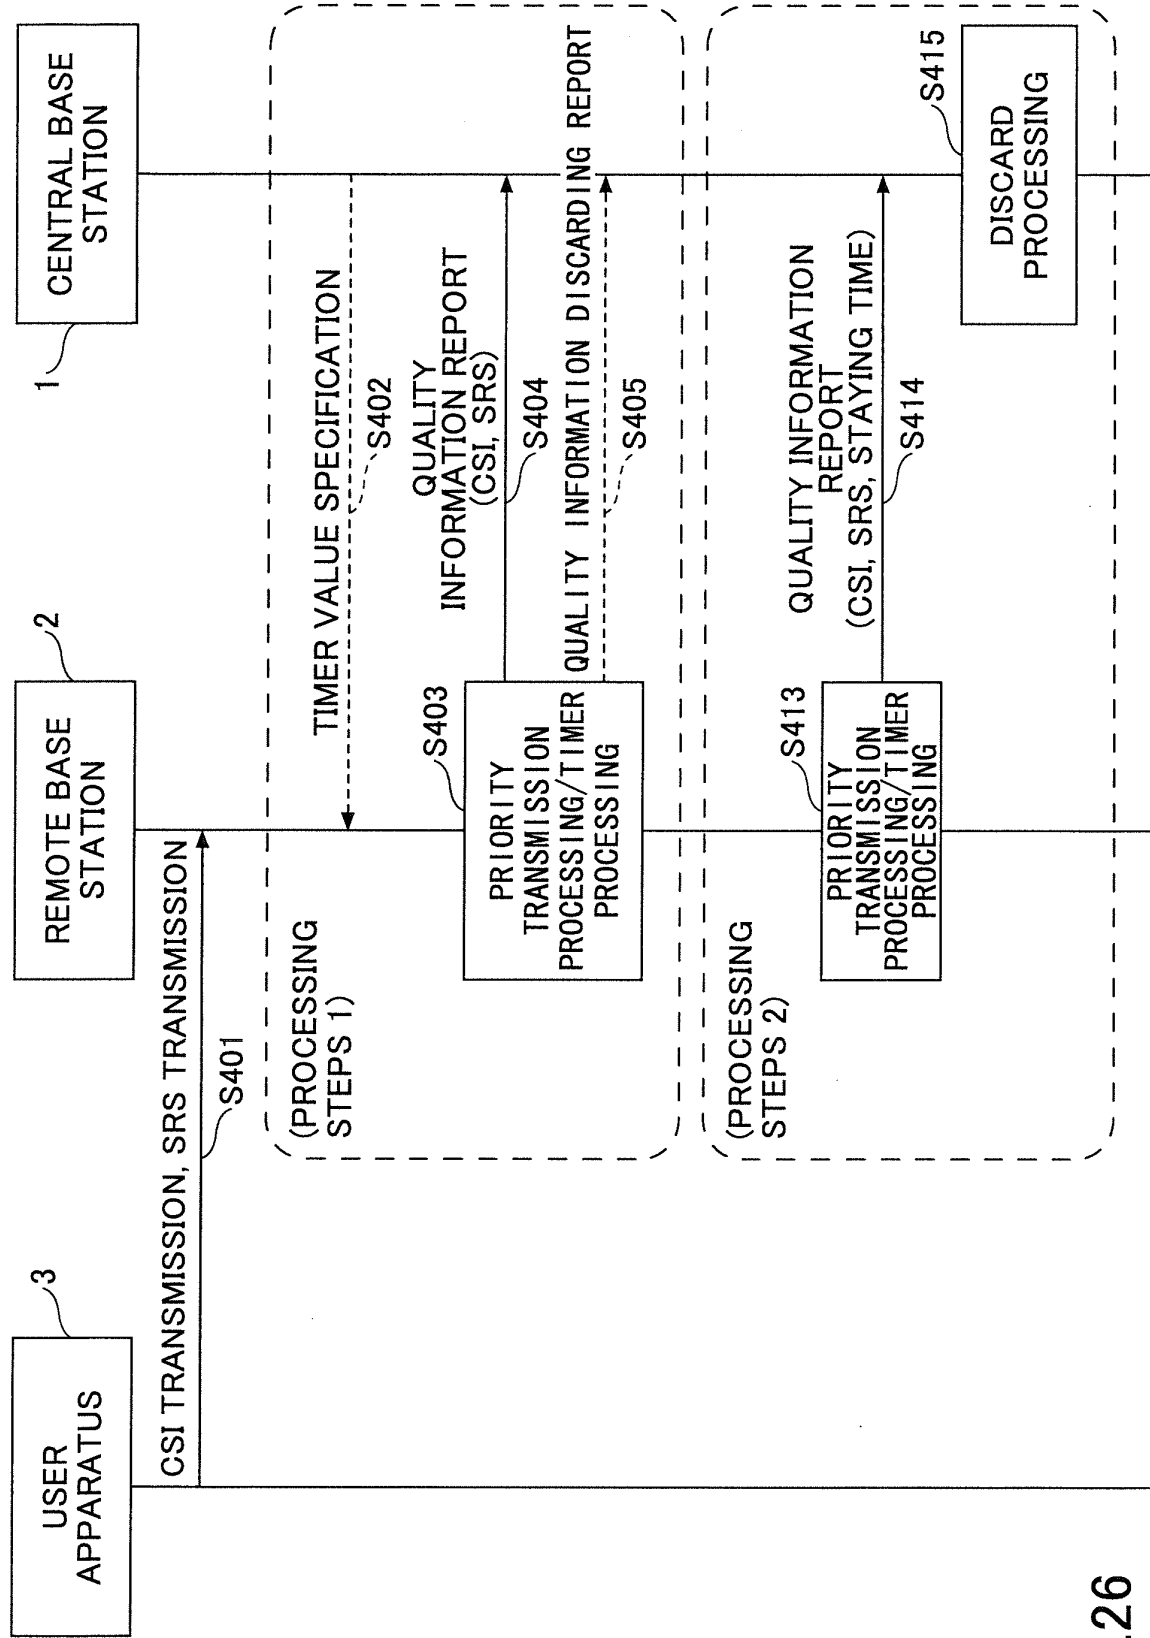 USER
APPARATUS
3
REMOTE BASE
STATION
2
CENTRAL BASE
STATION
1
CSI TRANSMISSION, SRS TRANSMISSION
S401
(PROCESSING
STEPS 1)
TIMER VALUE SPECIFICATION
S402
PRIORITY
TRANSMISSION
PROCESSING/TIMER
PROCESSING
S403
QUALITY
INFORMATION REPORT
(CSI, SRS)
S404
QUALITY INFORMATION DISCARDING REPORT
S405
(PROCESSING
STEPS 2)
PRIORITY
TRANSMISSION
PROCESSING/TIMER
PROCESSING
S413
QUALITY INFORMATION
REPORT
(CSI, SRS, STAYING TIME)
S414
DISCARD
PROCESSING
S415
.26